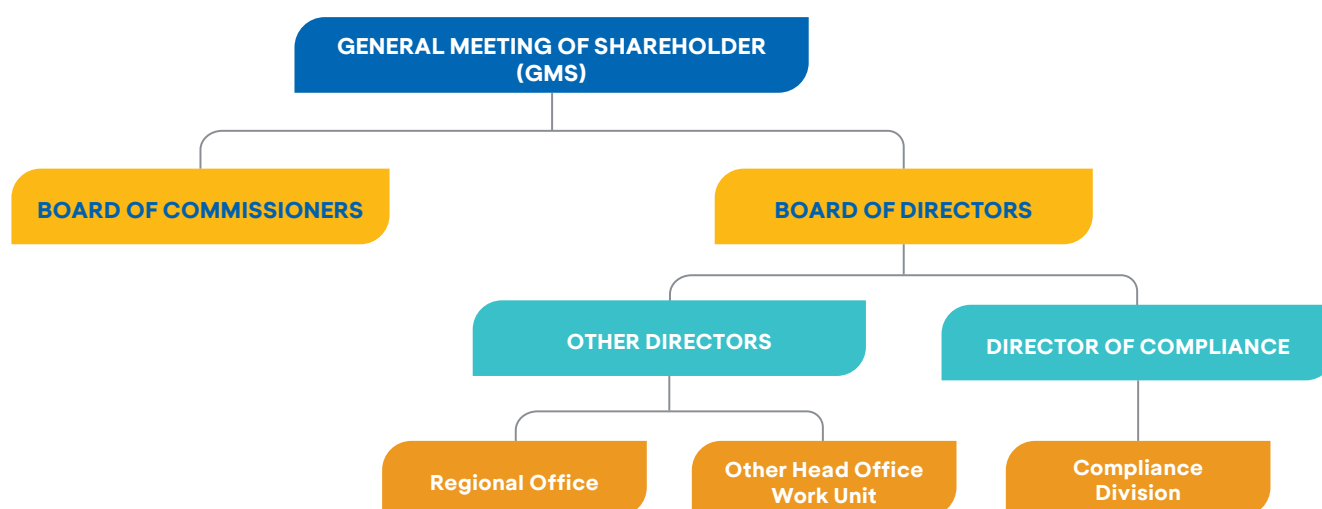 GENERAL MEETING OF SHAREHOLDER
(GMS)
BOARD OF COMMISSIONERS
BOARD OF DIRECTORS
OTHER DIRECTORS
DIRECTOR OF COMPLIANCE
Regional Office
Other Head Office
Work Unit
Compliance
Division